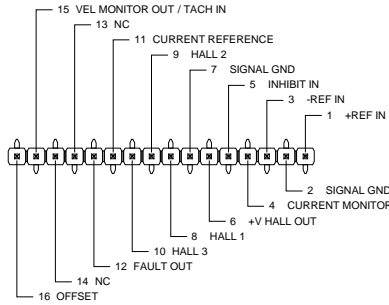 15 VEL MONITOR OUT / TACH IN
13 NC
11 CURRENT REFERENCE
9 HALL 2
7 SIGNAL GND
5 INHIBIT IN
3 -REF IN
1 +REF IN
2 SIGNAL GND
4 CURRENT MONITOR
6 +V HALL OUT
8 HALL 1
10 HALL 3
12 FAULT OUT
14 NC
16 OFFSET